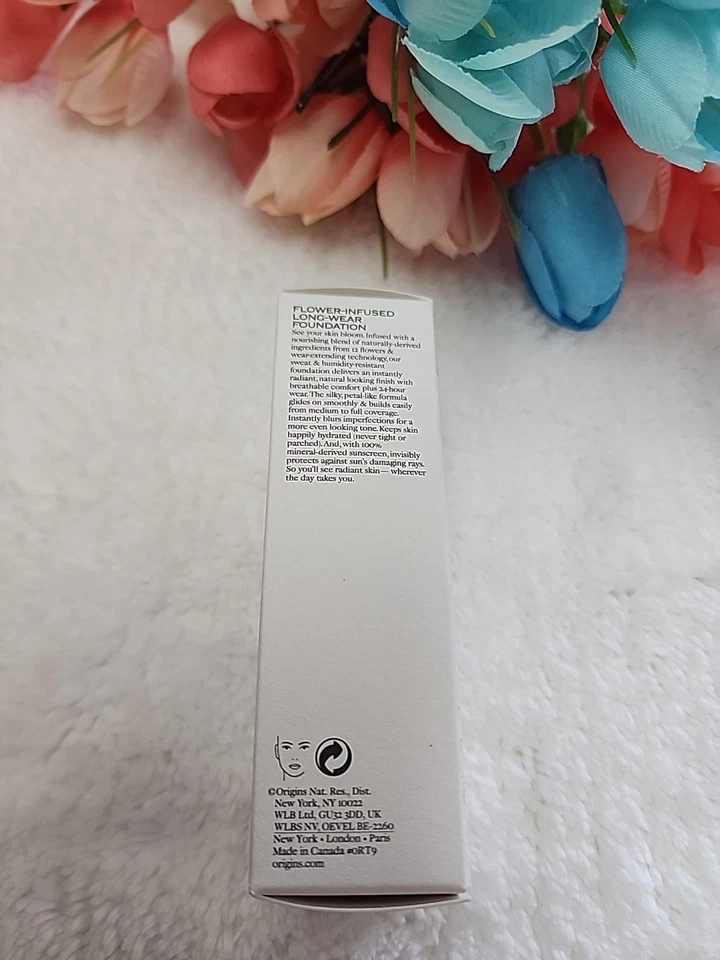 FLOWER-INFUSED
LONG-WEAR
FOUNDATION
See your skin bloom. Infused with a
nourishing blend of naturally-derived
ingredients from 12 flowers &
wear-extending technology, our
sweat & humidity-resistant
foundation delivers an instantly
radiant, natural looking finish with
breathable comfort plus 24-hour
wear. The silky, petal-like formula
glides on smoothly & builds easily
from medium to full coverage.
Instantly blurs imperfections for a
more even looking tone. Keeps skin
happily hydrated (never tight or
parched). And, with 100%
mineral-derived sunscreen, invisibly
protects against sun's damaging rays.
So you'll see radiant skin— wherever
the day takes you.
©Origins Nat. Res., Dist.
New York, NY 10022
WLB Ltd, GU32 3DD, UK
WLBS NV, OEVEL BE-2260
New York • London • Paris
Made in Canada #0RT9
origins.com